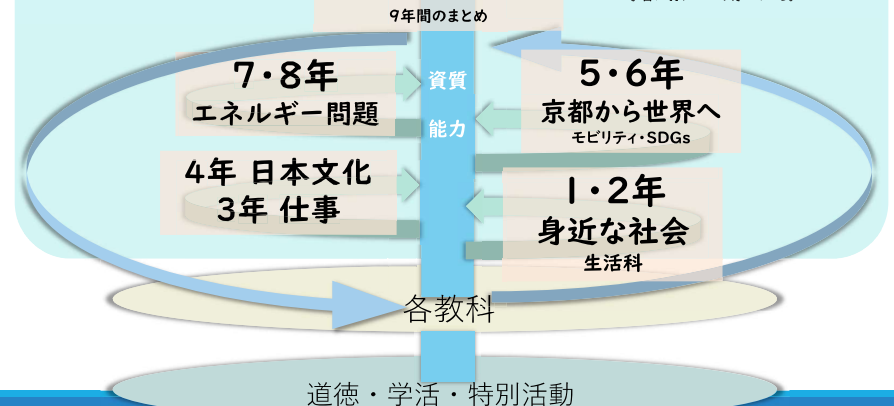 9年間のまとめ
7・8年
エネルギー問題
資質
能力
5・6年
京都から世界へ
モビリティ・SDGs
4年 日本文化
3年 仕事
1・2年
身近な社会
生活科
各教科
道徳・学活・特別活動